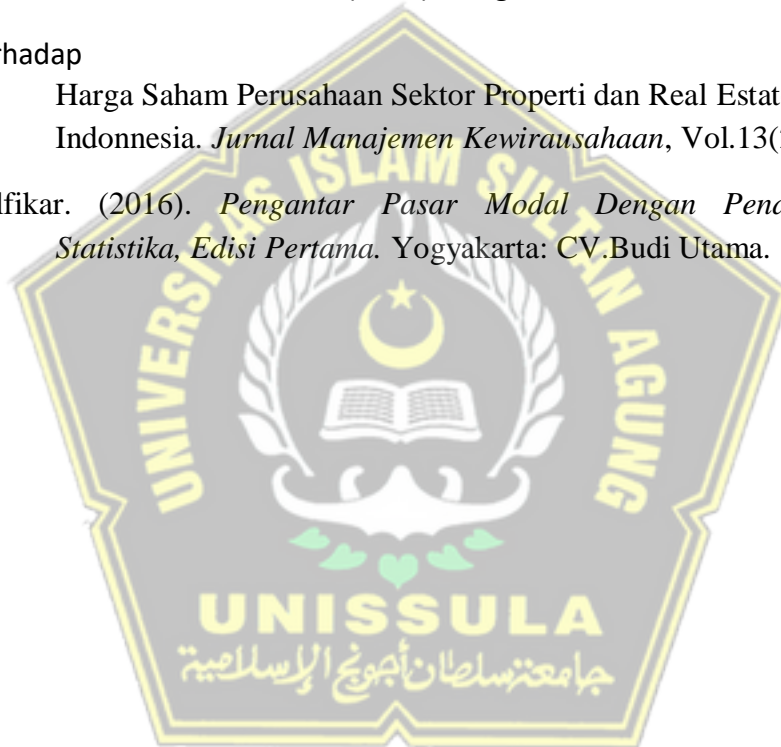 rhadap
Harga Saham Perusahaan Sektor Properti dan Real Estat
Indonnesia. Jurnal Manajemen Kewirausahaan, Vol.13(
lfikar. (2016). Pengantar Pasar Modal Dengan Pend
Statistika, Edisi Pertama. Yogyakarta: CV.Budi Utama.
UNIVERSITAS ISLAM SULTAN AGUNG
UNISSULA
جامعة سلطان أجونج الإسلامية